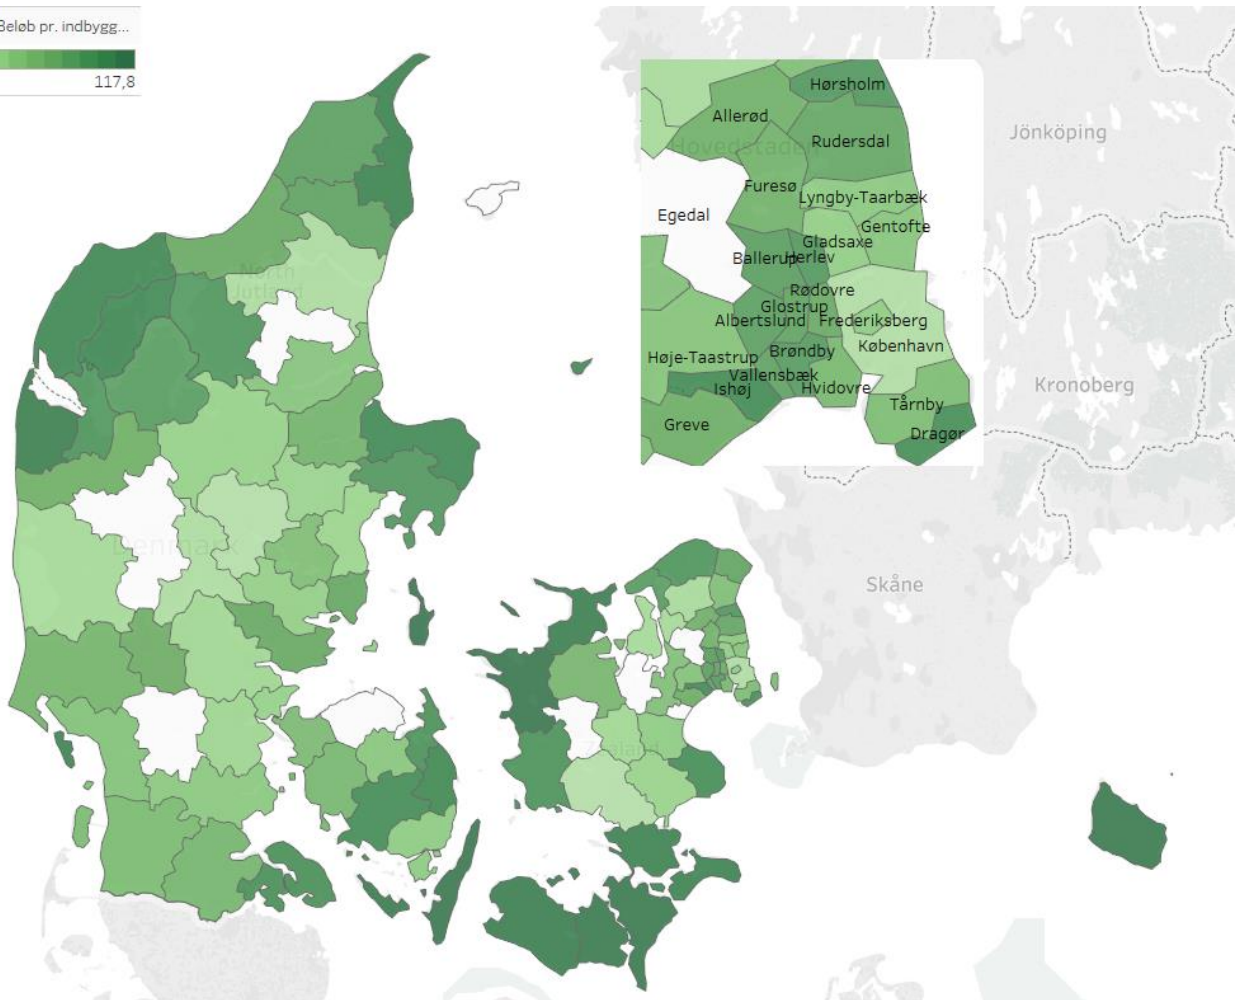 Beløb pr. indbygg...
117,8
Jönköping
Kronoberg
Skåne
North
Jutland
Denmark
Zealand
Hovedstaden
Hørsholm
Allerød
Rudersdal
Furesø
Lyngby-Taarbæk
Egedal
Gentofte
Gladsaxe
Ballerup
Herlev
Rødovre
Glostrup
Albertslund
Frederiksberg
København
Høje-Taastrup
Brøndby
Vallensbæk
Ishøj
Hvidovre
Tårnby
Greve
Dragør